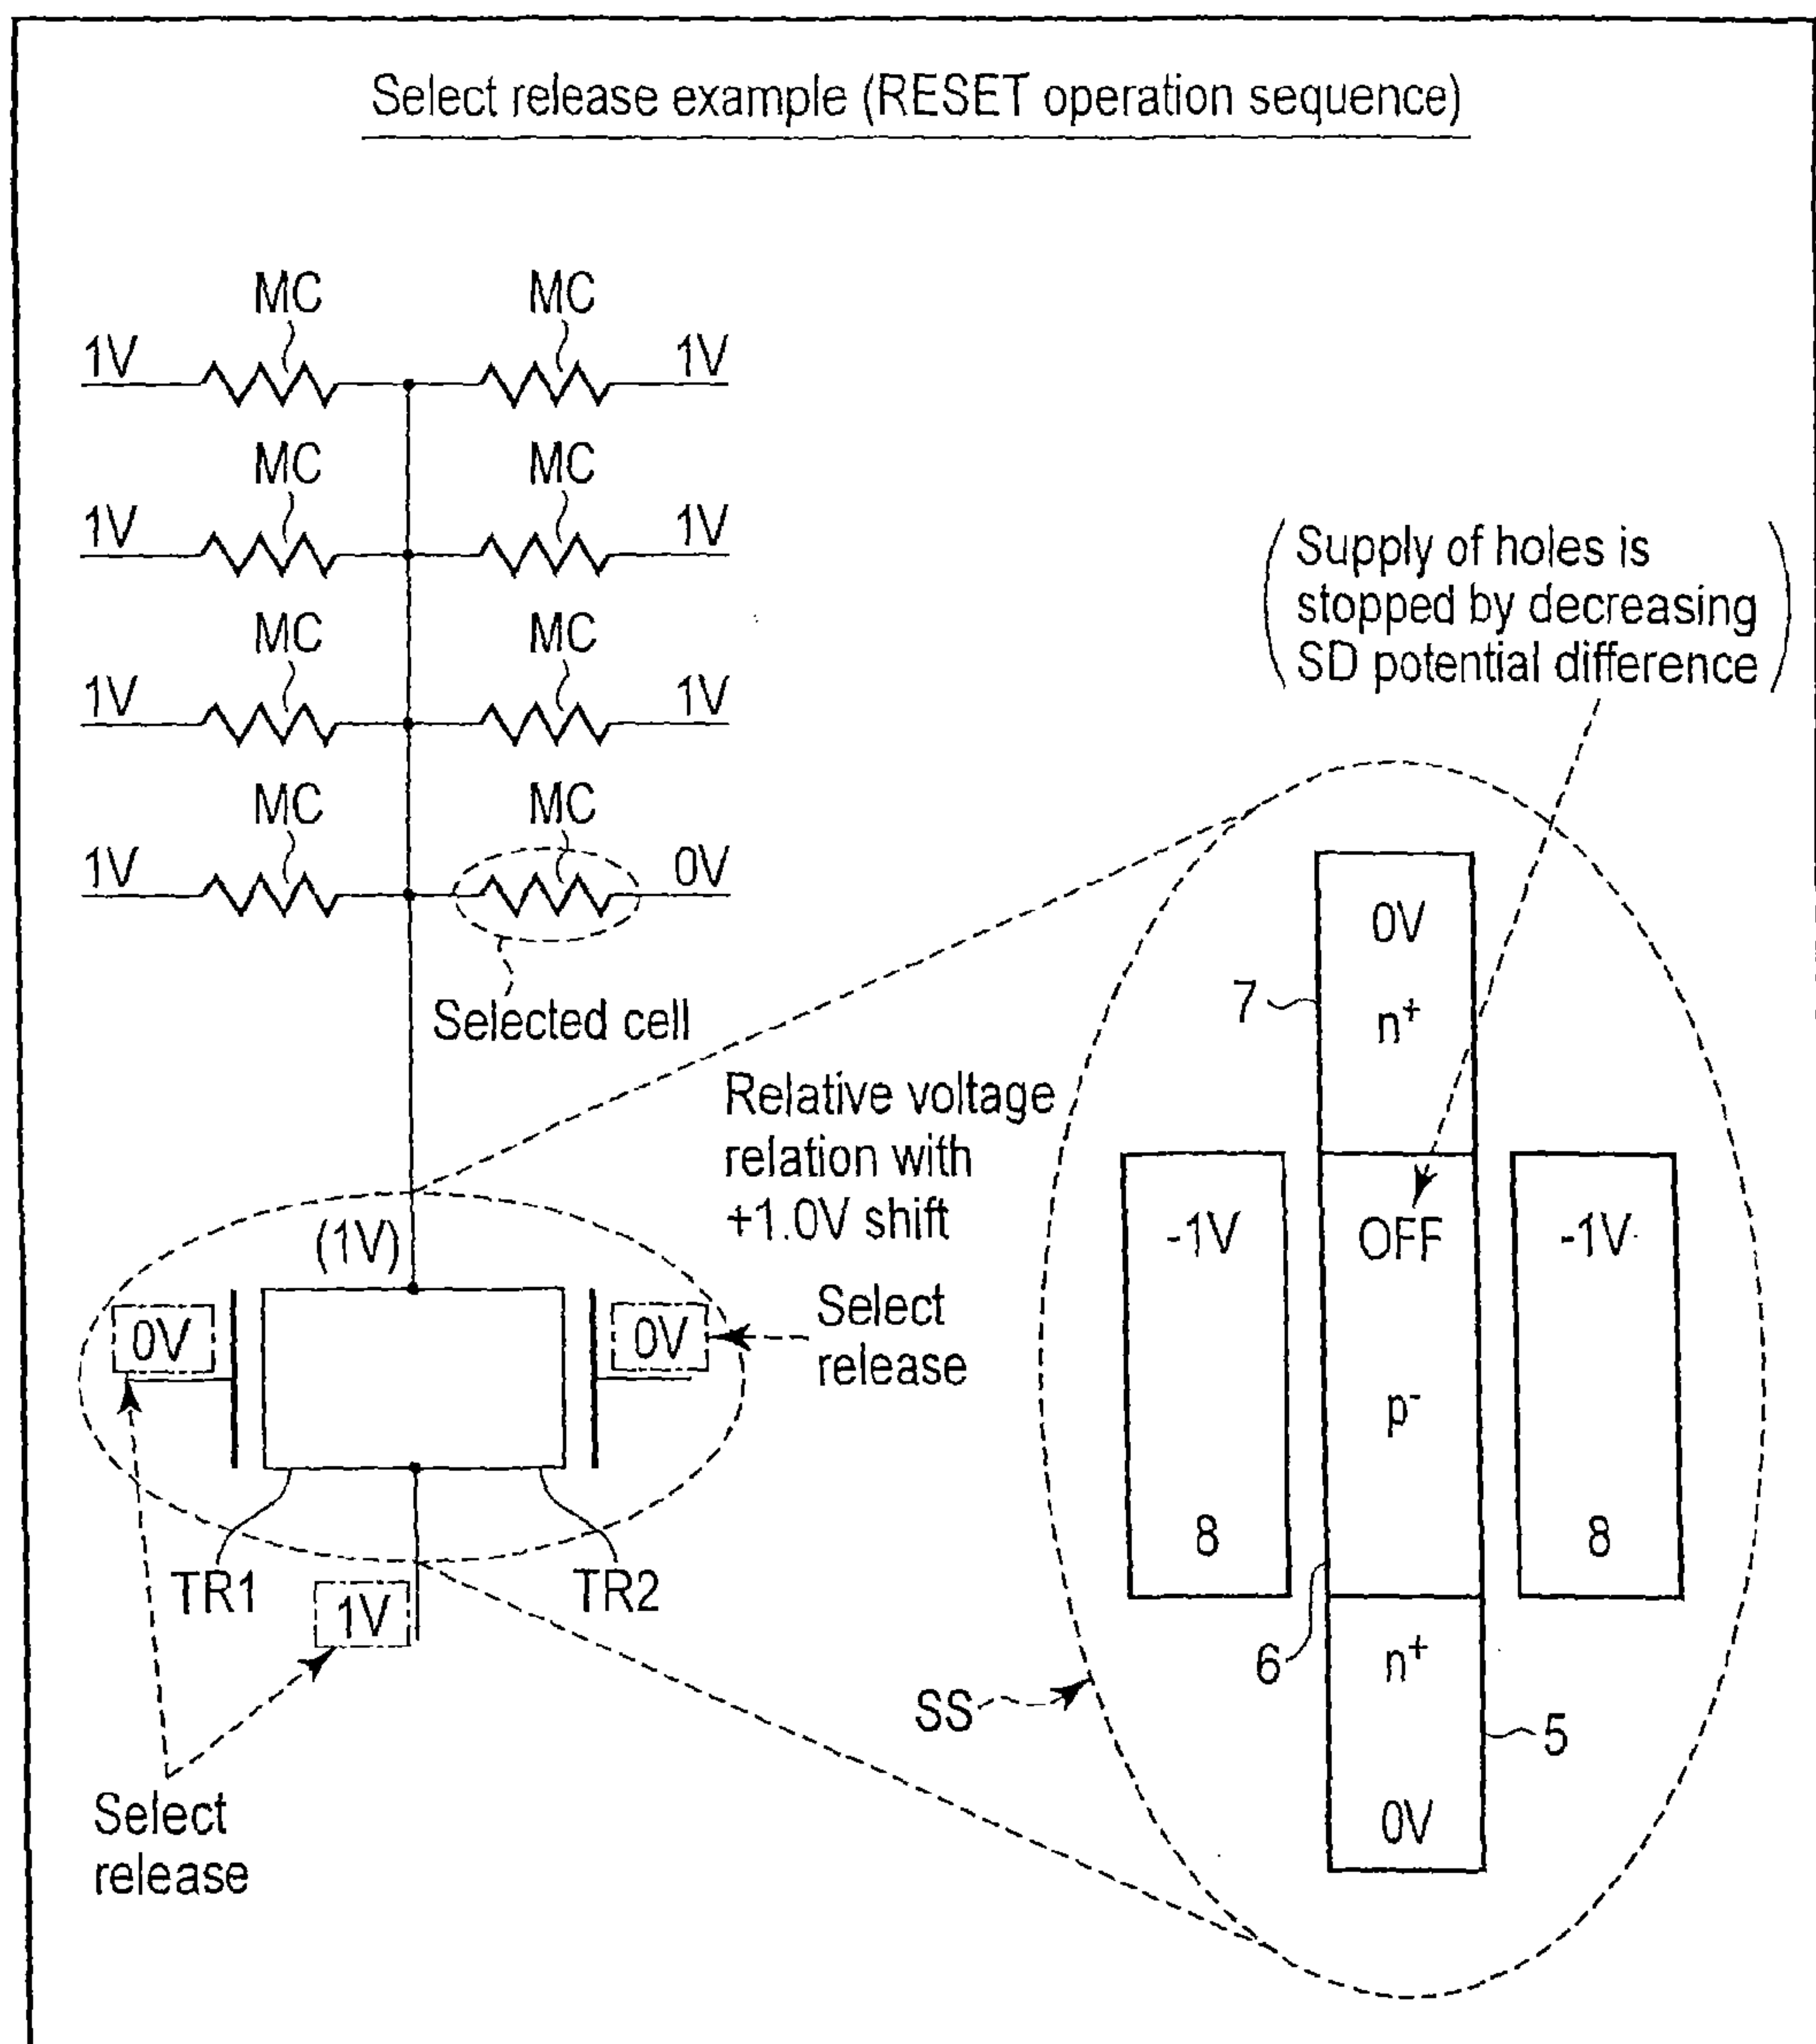 Select release example (RESET operation sequence)
MC MC
1V 1V
MC MC
1V 1V
MC MC
1V 1V
MC MC
1V 0V
Selected cell
Supply of holes is
stopped by decreasing
SD potential difference
Relative voltage
relation with
+1.0V shift
(1V)
0V 0V
Select
release
TR1 TR2
1V
Select
release
0V
7
n+
-1V OFF -1V
p-
8 8
6
n+
SS
5
0V